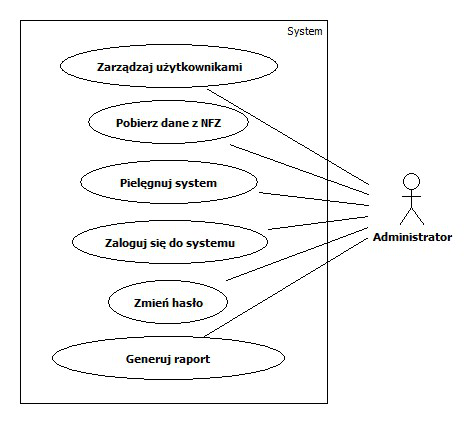 System
Zarządzaj użytkownikami
Pobierz dane z NFZ
Pielęgnuj system
Zaloguj się do systemu
Administrator
Zmień hasło
Generuj raport